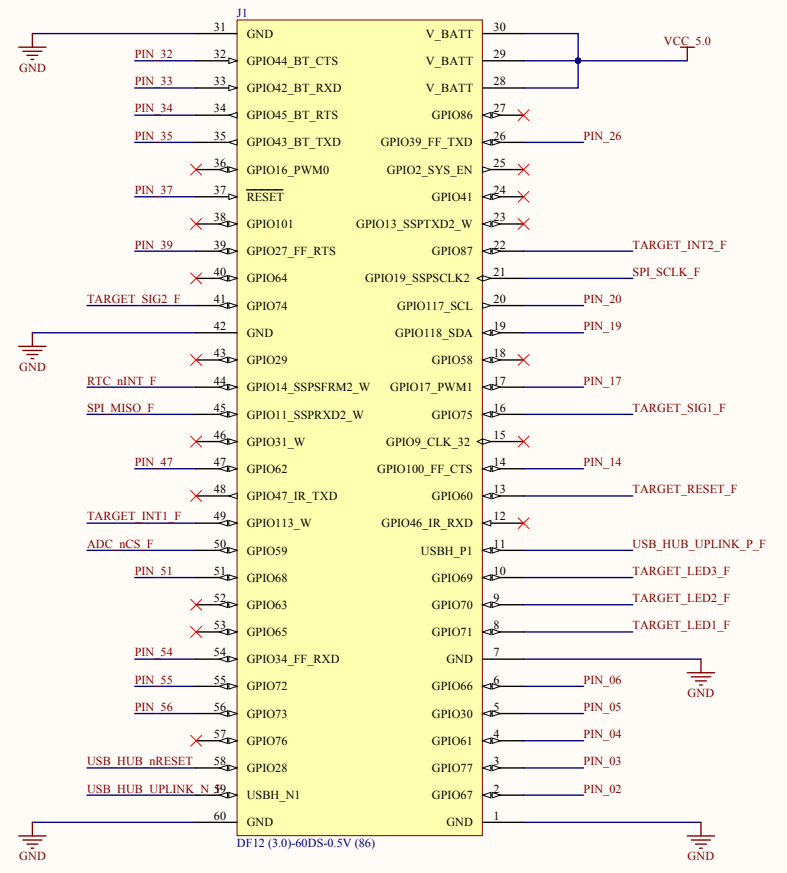 J1
31 GND V_BATT 30
GND
PIN_32 32 GPIO44_BT_CTS V_BATT 29 VCC_5.0
PIN_33 33 GPIO42_BT_RXD V_BATT 28
PIN_34 34 GPIO45_BT_RTS GPIO86 27
PIN_35 35 GPIO43_BT_TXD GPIO39_FF_TXD 26 PIN_26
36 GPIO16_PWM0 GPIO2_SYS_EN 25
PIN_37 37 RESET GPIO41 24
38 GPIO101 GPIO13_SSPTXD2_W 23
PIN_39 39 GPIO27_FF_RTS GPIO87 22 TARGET_INT2_F
40 GPIO64 GPIO19_SSPSCLK2 21 SPI_SCLK_F
TARGET_SIG2_F 41 GPIO74 GPIO117_SCL 20 PIN_20
42 GND GPIO118_SDA 19 PIN_19
GND
43 GPIO29 GPIO58 18
RTC_nINT_F 44 GPIO14_SSPSFRM2_W GPIO17_PWM1 17 PIN_17
SPI_MISO_F 45 GPIO11_SSPRXD2_W GPIO75 16 TARGET_SIG1_F
46 GPIO31_W GPIO9_CLK_32 15
PIN_47 47 GPIO62 GPIO100_FF_CTS 14 PIN_14
48 GPIO47_IR_TXD GPIO60 13 TARGET_RESET_F
TARGET_INT1_F 49 GPIO113_W GPIO46_IR_RXD 12
ADC_nCS_F 50 GPIO59 USBH_P1 11 USB_HUB_UPLINK_P_F
PIN_51 51 GPIO68 GPIO69 10 TARGET_LED3_F
52 GPIO63 GPIO70 9 TARGET_LED2_F
53 GPIO65 GPIO71 8 TARGET_LED1_F
PIN_54 54 GPIO34_FF_RXD GND 7
GND
PIN_55 55 GPIO72 GPIO66 6 PIN_06
PIN_56 56 GPIO73 GPIO30 5 PIN_05
57 GPIO76 GPIO61 4 PIN_04
USB_HUB_nRESET 58 GPIO28 GPIO77 3 PIN_03
USB_HUB_UPLINK_N USBH_N1 GPIO67 2 PIN_02
60 GND GND 1
GND GND
DF12 (3.0)-60DS-0.5V (86)